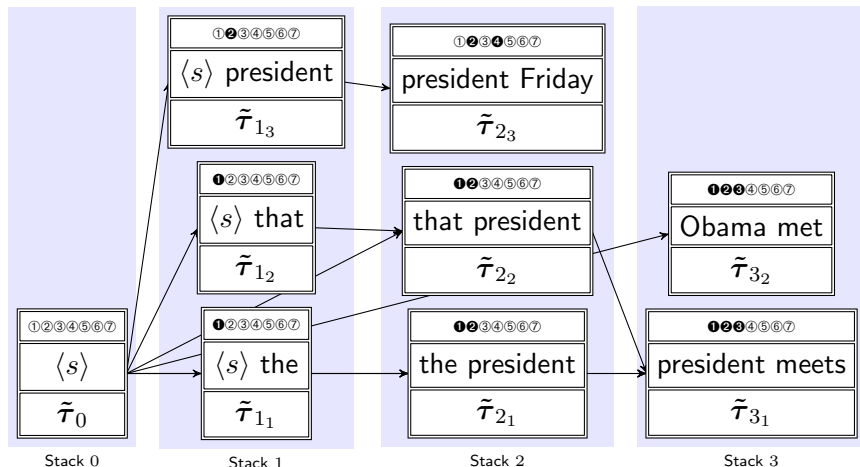 ①❷③④⑤⑥⑦
⟨s⟩ president
τ̃₁₃
①❷③❹⑤⑥⑦
president Friday
τ̃₂₃
❶②③④⑤⑥⑦
⟨s⟩ that
τ̃₁₂
❶❷③④⑤⑥⑦
that president
τ̃₂₂
❶❷❸④⑤⑥⑦
Obama met
τ̃₃₂
①②③④⑤⑥⑦
⟨s⟩
τ̃₀
❶②③④⑤⑥⑦
⟨s⟩ the
τ̃₁₁
❶❷③④⑤⑥⑦
the president
τ̃₂₁
❶❷❸④⑤⑥⑦
president meets
τ̃₃₁
Stack 0
Stack 1
Stack 2
Stack 3